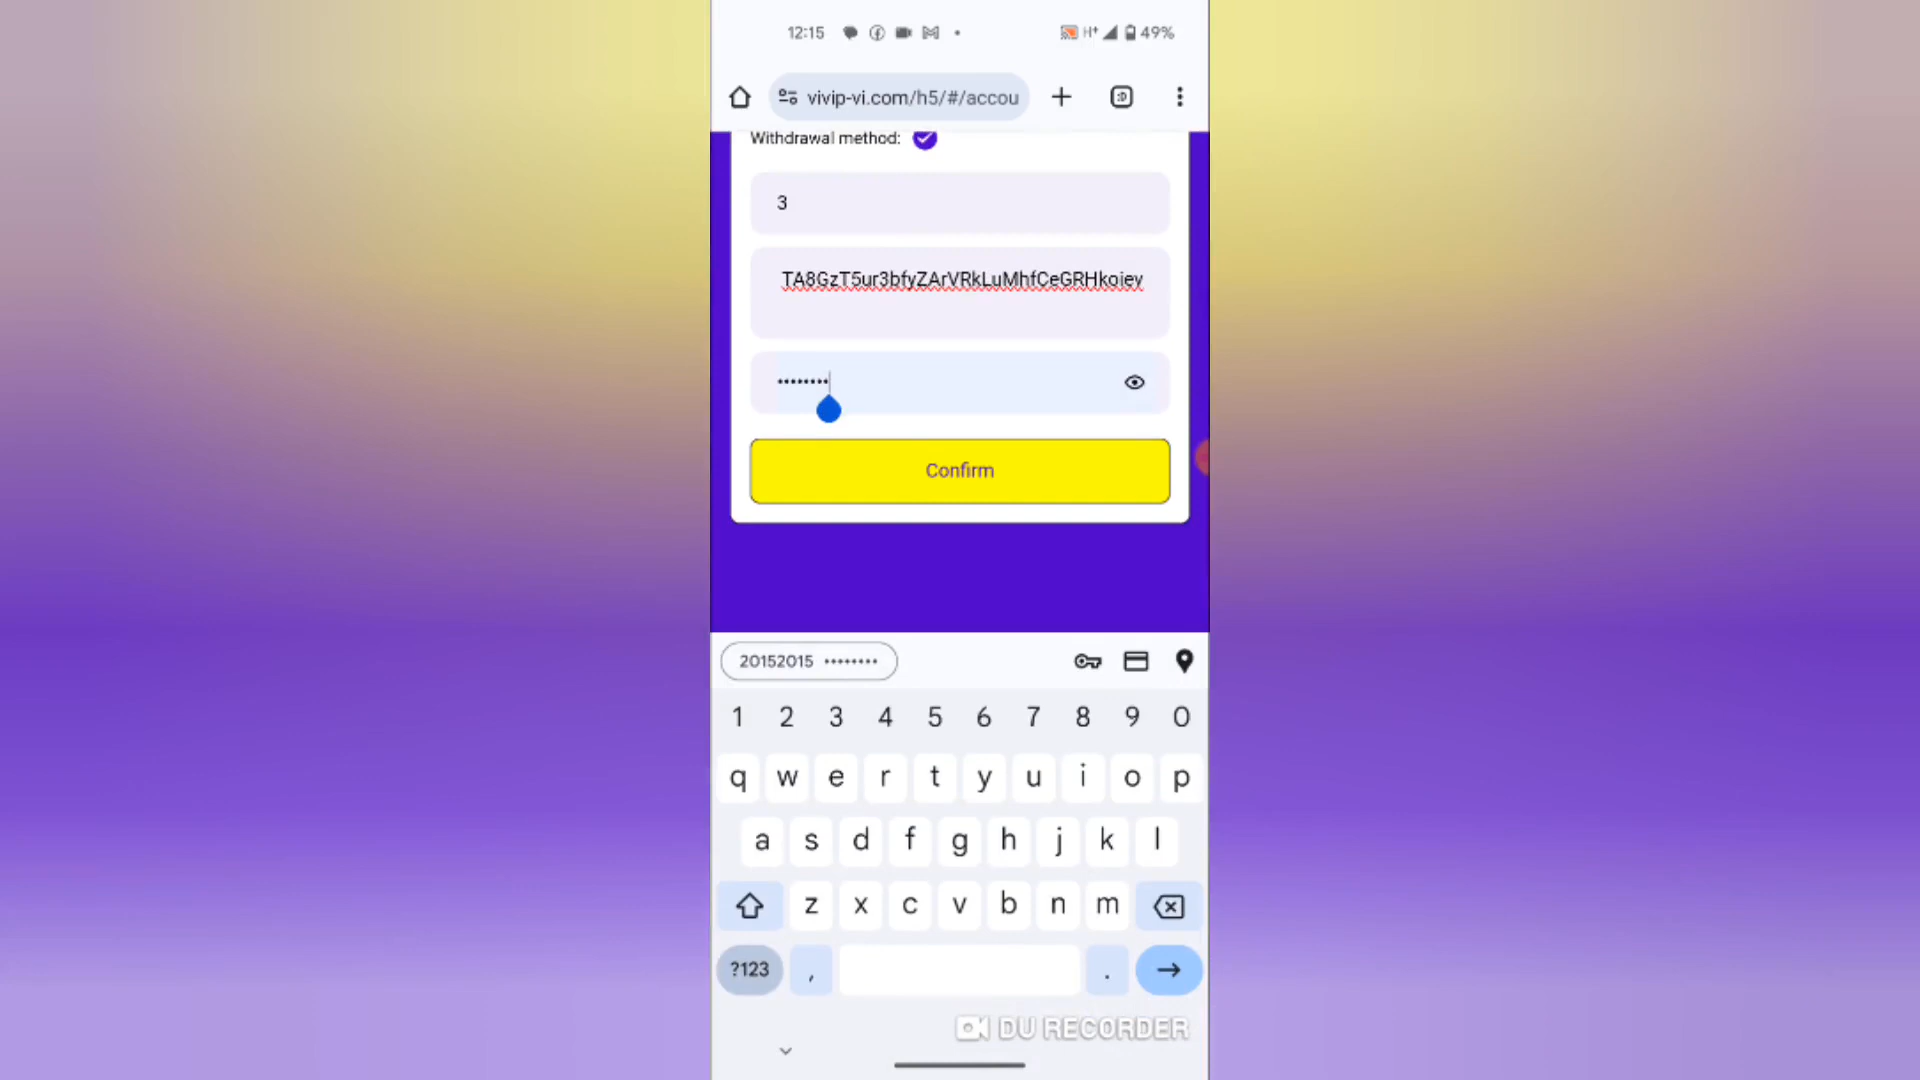 12:15 H+ 49%
vivip-vi.com/h5/#/accou
Withdrawal method:
3
TA8GzT5ur3bfyZArVRkLuMhfCeGRHkoiev
••••••••
Confirm
20152015 ••••••••
1 2 3 4 5 6 7 8 9 0
q w e r t y u i o p
a s d f g h j k l
z x c v b n m
?123 , .
DU RECORDER